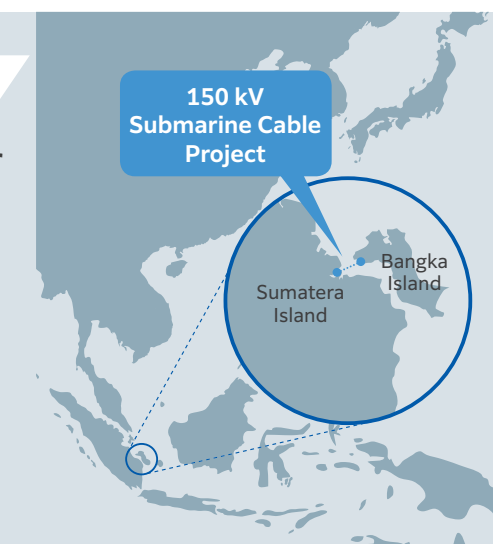 150 kV
Submarine Cable
Project
Bangka
Island
Sumatera
Island